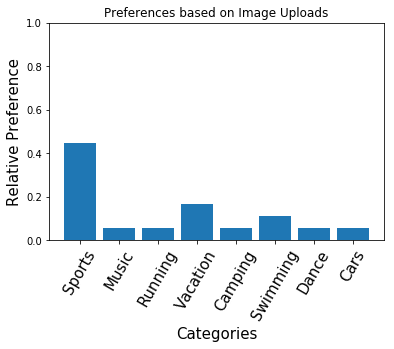 Preferences based on Image Uploads
Relative Preference
1.0
0.8
0.6
0.4
0.2
0.0
Sports
Music
Running
Vacation
Camping
Swimming
Dance
Cars
Categories